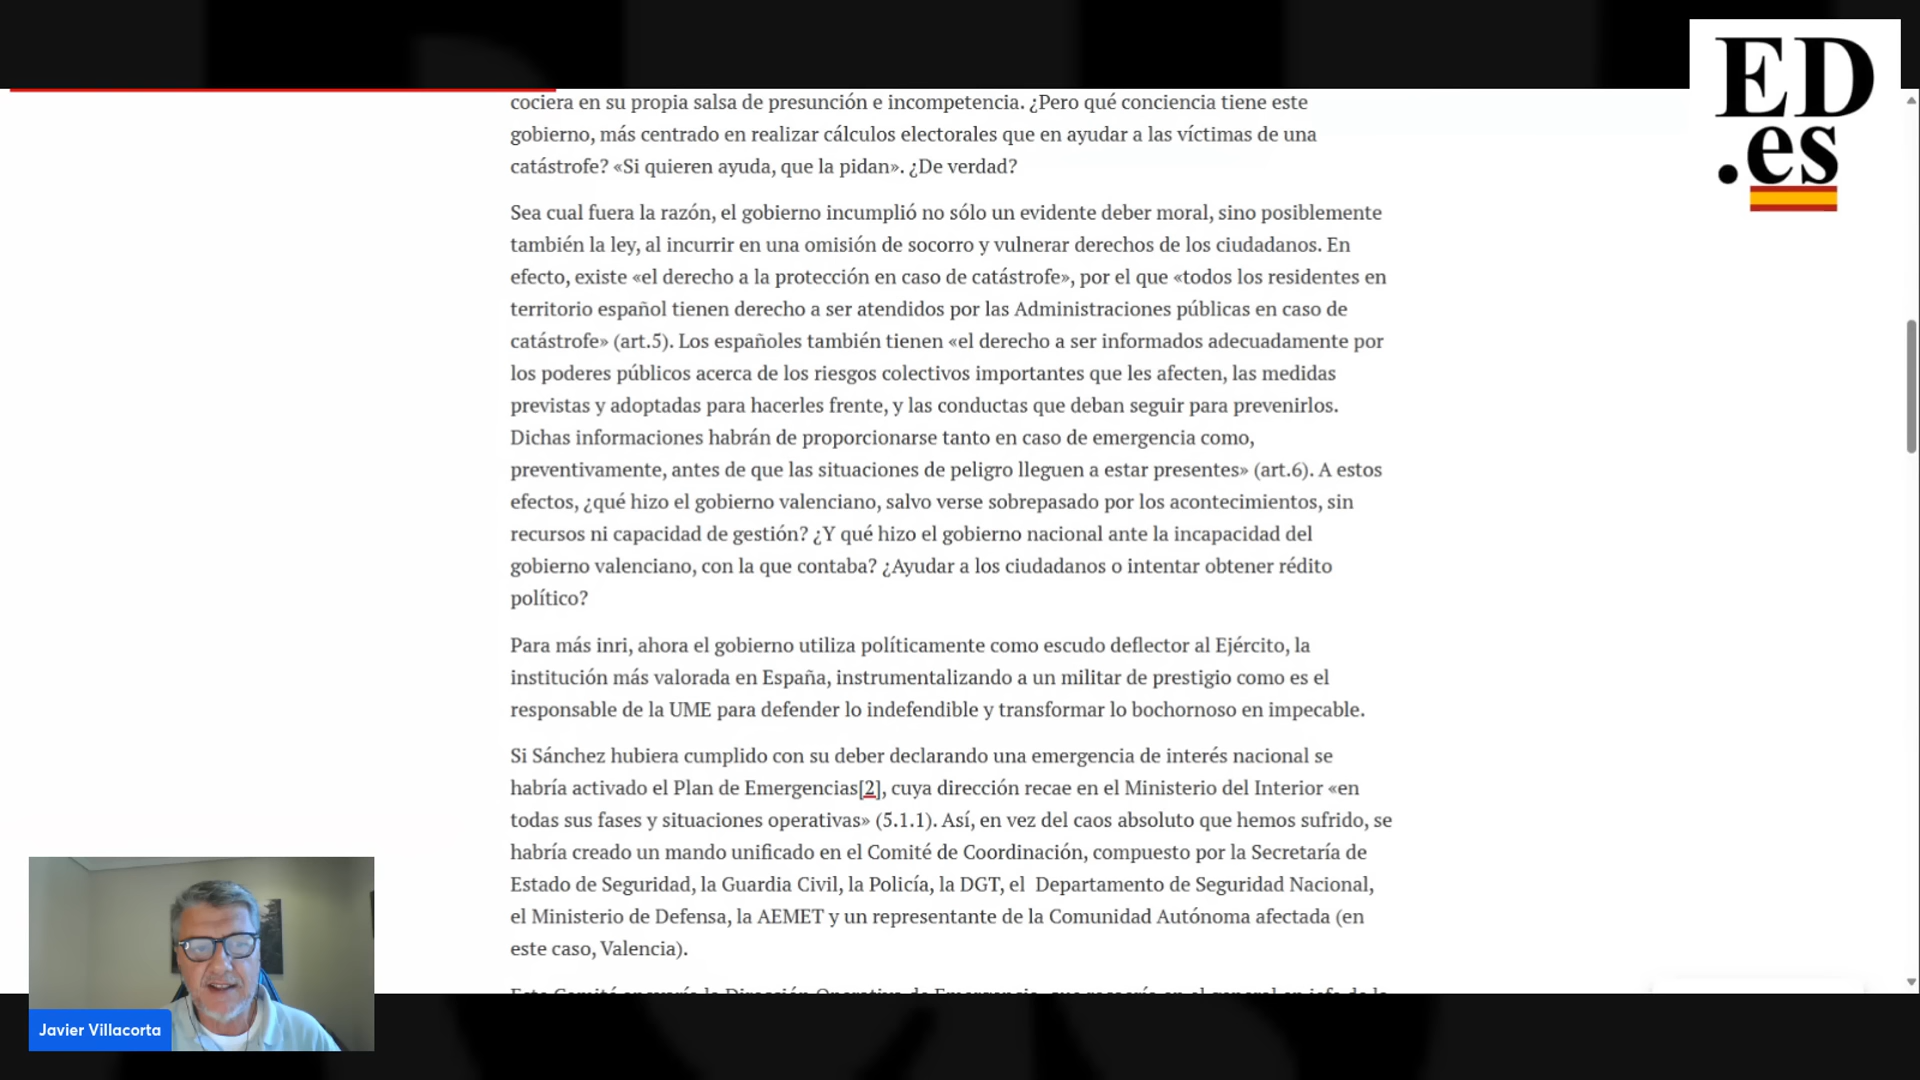 ED
.es
cociera en su propia salsa de presunción e incompetencia. ¿Pero qué conciencia tiene este
gobierno, más centrado en realizar cálculos electorales que en ayudar a las víctimas de una
catástrofe? «Si quieren ayuda, que la pidan». ¿De verdad?
Sea cual fuera la razón, el gobierno incumplió no sólo un evidente deber moral, sino posiblemente
también la ley, al incurrir en una omisión de socorro y vulnerar derechos de los ciudadanos. En
efecto, existe «el derecho a la protección en caso de catástrofe», por el que «todos los residentes en
territorio español tienen derecho a ser atendidos por las Administraciones públicas en caso de
catástrofe» (art.5). Los españoles también tienen «el derecho a ser informados adecuadamente por
los poderes públicos acerca de los riesgos colectivos importantes que les afecten, las medidas
previstas y adoptadas para hacerles frente, y las conductas que deban seguir para prevenirlos.
Dichas informaciones habrán de proporcionarse tanto en caso de emergencia como,
preventivamente, antes de que las situaciones de peligro lleguen a estar presentes» (art.6). A estos
efectos, ¿qué hizo el gobierno valenciano, salvo verse sobrepasado por los acontecimientos, sin
recursos ni capacidad de gestión? ¿Y qué hizo el gobierno nacional ante la incapacidad del
gobierno valenciano, con la que contaba? ¿Ayudar a los ciudadanos o intentar obtener rédito
político?
Para más inri, ahora el gobierno utiliza políticamente como escudo deflector al Ejército, la
institución más valorada en España, instrumentalizando a un militar de prestigio como es el
responsable de la UME para defender lo indefendible y transformar lo bochornoso en impecable.
Si Sánchez hubiera cumplido con su deber declarando una emergencia de interés nacional se
habría activado el Plan de Emergencias[2], cuya dirección recae en el Ministerio del Interior «en
todas sus fases y situaciones operativas» (5.1.1). Así, en vez del caos absoluto que hemos sufrido, se
habría creado un mando unificado en el Comité de Coordinación, compuesto por la Secretaría de
Estado de Seguridad, la Guardia Civil, la Policía, la DGT, el Departamento de Seguridad Nacional,
el Ministerio de Defensa, la AEMET y un representante de la Comunidad Autónoma afectada (en
este caso, Valencia).
Javier Villacorta